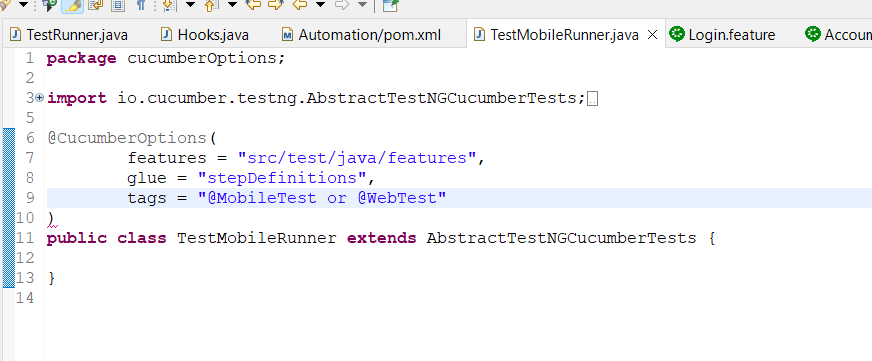 TestRunner.java Hooks.java Automation/pom.xml TestMobileRunner.java Login.feature Accoun
1 package cucumberOptions;
2
3 import io.cucumber.testng.AbstractTestNGCucumberTests;
5
6 @CucumberOptions(
7 features = "src/test/java/features",
8 glue = "stepDefinitions",
9 tags = "@MobileTest or @WebTest"
10 )
11 public class TestMobileRunner extends AbstractTestNGCucumberTests {
12
13 }
14